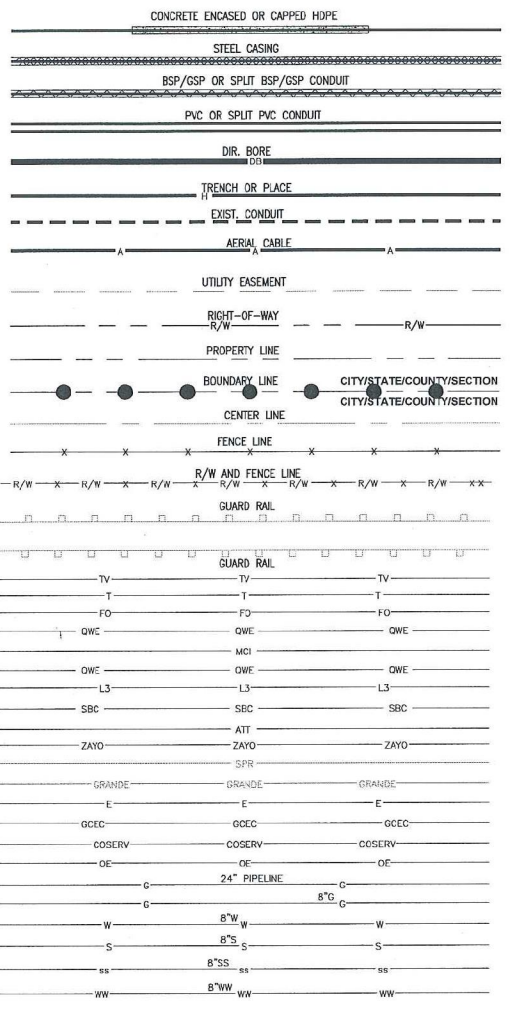 CONCRETE ENCASED OR CAPPED HDPE
STEEL CASING
BSP/GSP OR SPLIT BSP/GSP CONDUIT
PVC OR SPLIT PVC CONDUIT
DIR. BORE
DB
TRENCH OR PLACE
H
EXIST. CONDUIT
AERIAL CABLE
A A A
UTILITY EASEMENT
RIGHT-OF-WAY
R/W R/W
PROPERTY LINE
BOUNDARY LINE CITY/STATE/COUNTY/SECTION
CITY/STATE/COUNTY/SECTION
CENTER LINE
FENCE LINE
X X X X X X X
R/W AND FENCE LINE
R/W X R/W X R/W X R/W X R/W X R/W X R/W X X
GUARD RAIL
GUARD RAIL
TV TV TV
T T T
FO FO FO
QWE QWE QWE
MCI
QWE QWE QWE
L3 L3 L3
SBC SBC SBC
ATT
ZAYO ZAYO ZAYO
SPR
GRANDE GRANDE GRANDE
E E E
GCEC GCEC GCEC
COSERV COSERV COSERV
OE OE OE
24" PIPELINE
G G
8"G
G G
8"W
W W W
8"S
S S S
8"SS
SS SS SS
8"WW
WW WW WW